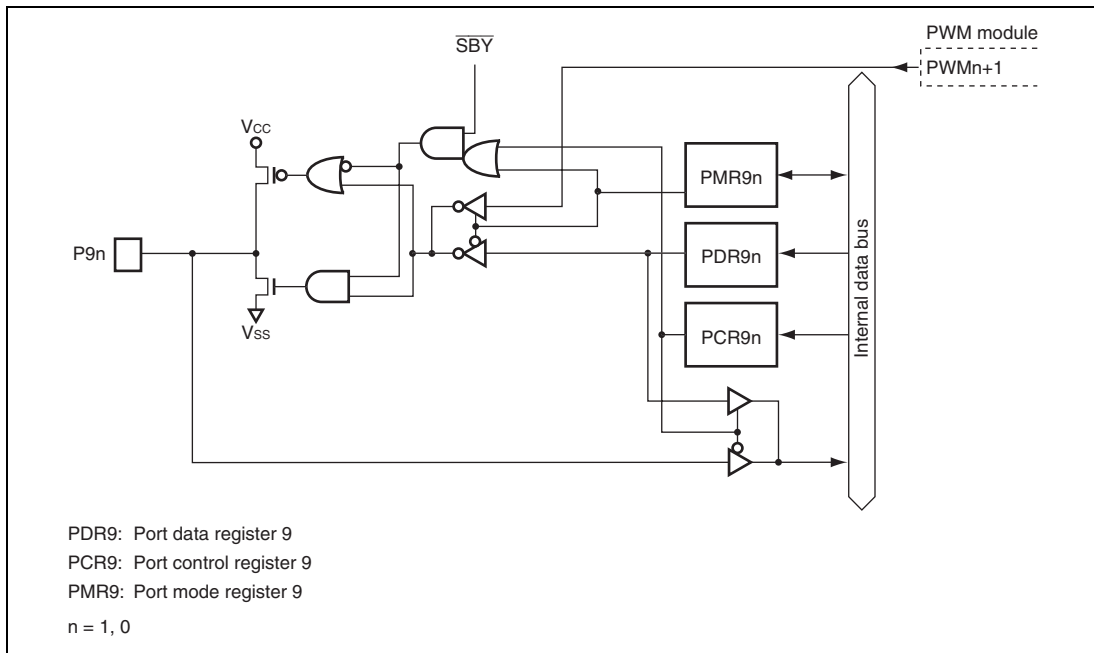 PWM module
PWMn+1
SBY
VCC
P9n
VSS
PMR9n
PDR9n
PCR9n
Internal data bus
PDR9: Port data register 9
PCR9: Port control register 9
PMR9: Port mode register 9
n = 1, 0